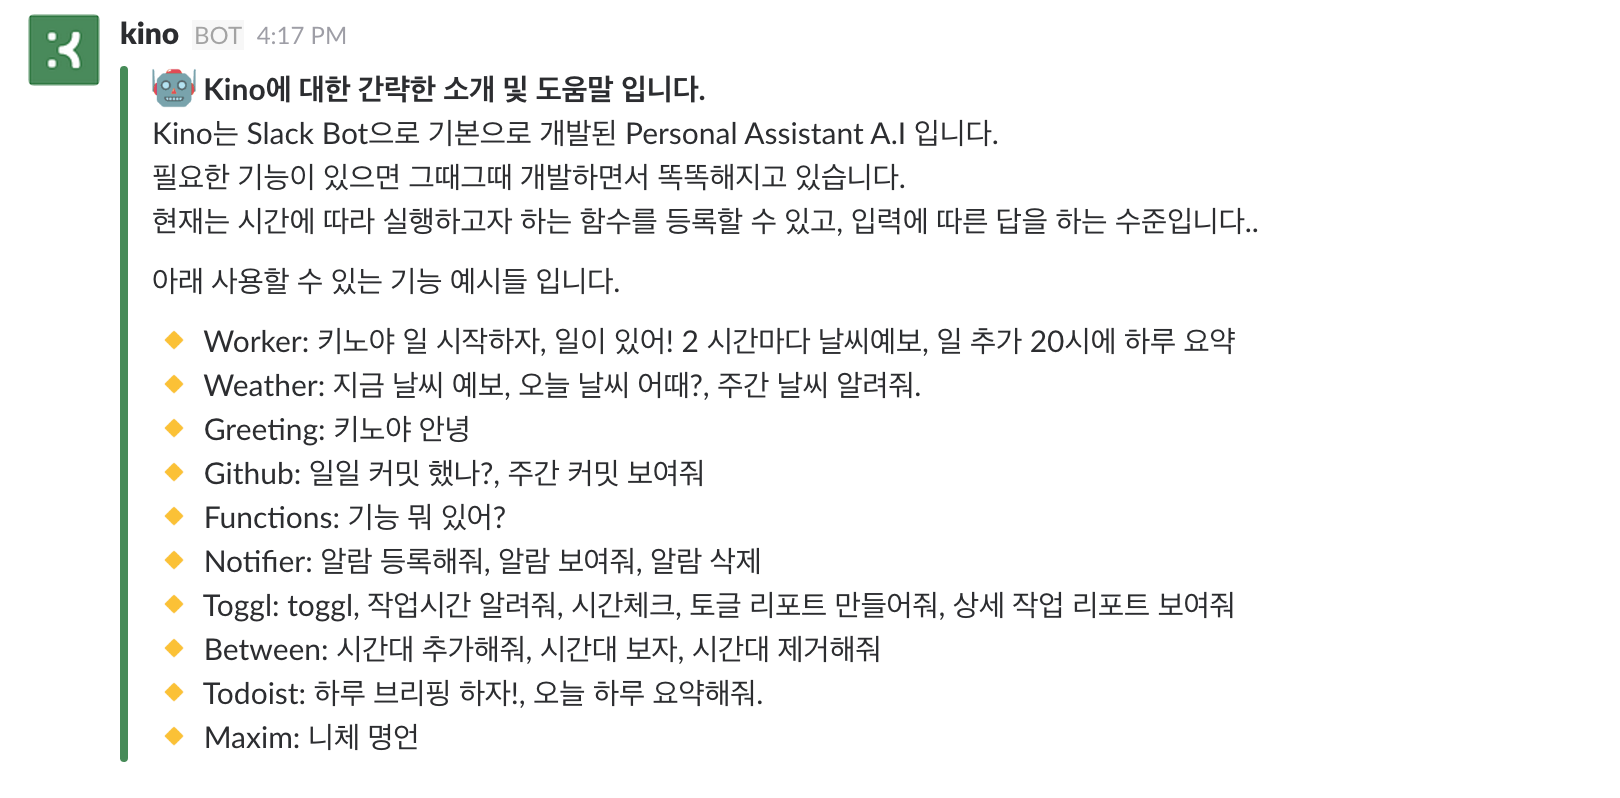 kino BOT 4:17 PM
Kino에 대한 간략한 소개 및 도움말 입니다.
Kino는 Slack Bot으로 기본으로 개발된 Personal Assistant A.I 입니다.
필요한 기능이 있으면 그때그때 개발하면서 똑똑해지고 있습니다.
현재는 시간에 따라 실행하고자 하는 함수를 등록할 수 있고, 입력에 따른 답을 하는 수준입니다..
아래 사용할 수 있는 기능 예시들 입니다.
Worker: 키노야 일 시작하자, 일이 있어! 2 시간마다 날씨예보, 일 추가 20시에 하루 요약
Weather: 지금 날씨 예보, 오늘 날씨 어때?, 주간 날씨 알려줘.
Greeting: 키노야 안녕
Github: 일일 커밋 했나?, 주간 커밋 보여줘
Functions: 기능 뭐 있어?
Notifier: 알람 등록해줘, 알람 보여줘, 알람 삭제
Toggl: toggl, 작업시간 알려줘, 시간체크, 토글 리포트 만들어줘, 상세 작업 리포트 보여줘
Between: 시간대 추가해줘, 시간대 보자, 시간대 제거해줘
Todoist: 하루 브리핑 하자!, 오늘 하루 요약해줘.
Maxim: 니체 명언